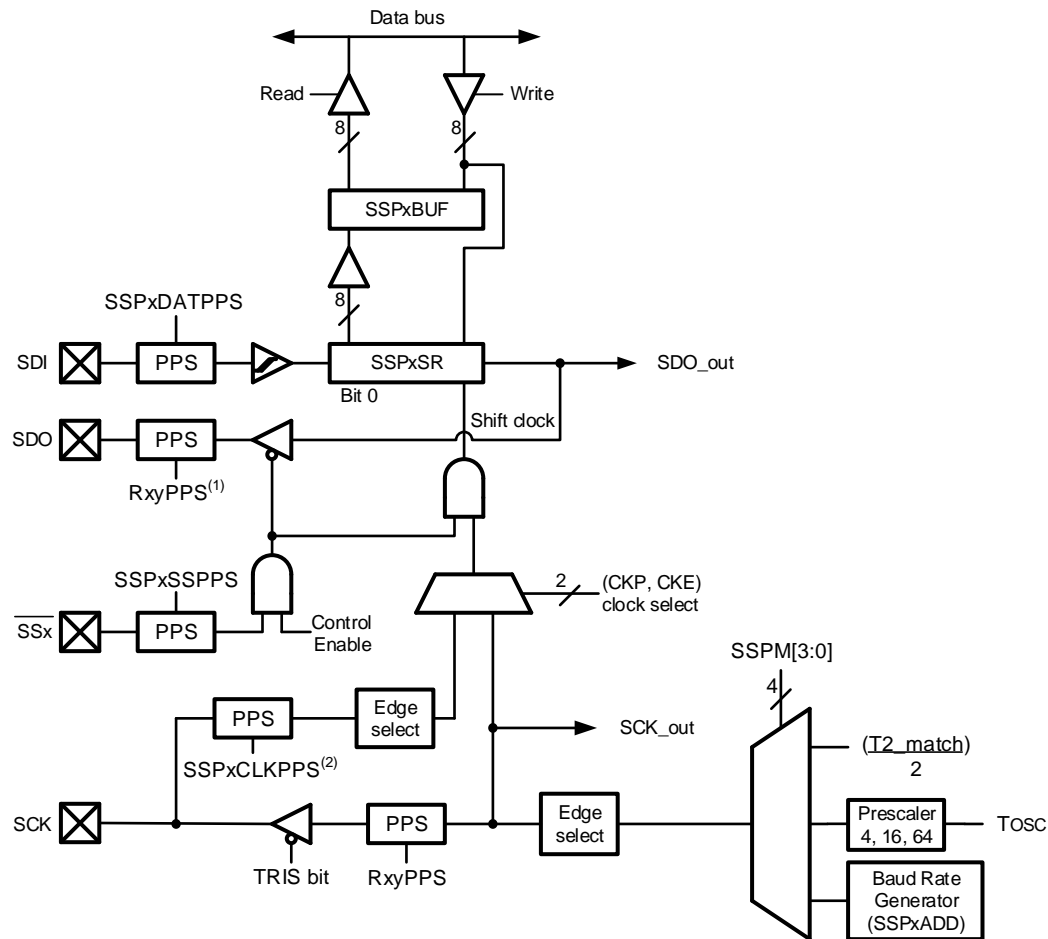 Data bus
Read
Write
8
8
SSPxBUF
8
SSPxDATPPS
SDI
PPS
SSPxSR
SDO_out
Bit 0
Shift clock
SDO
PPS
RxyPPS(1)
SSPxSSPPS
2
(CKP, CKE)
clock select
SSx
PPS
Control
Enable
SSPM[3:0]
4
PPS
Edge
select
SCK_out
(T2_match)
2
SSPxCLKPPS(2)
SCK
PPS
Edge
select
Prescaler
4, 16, 64
TOSC
TRIS bit
RxyPPS
Baud Rate
Generator
(SSPxADD)